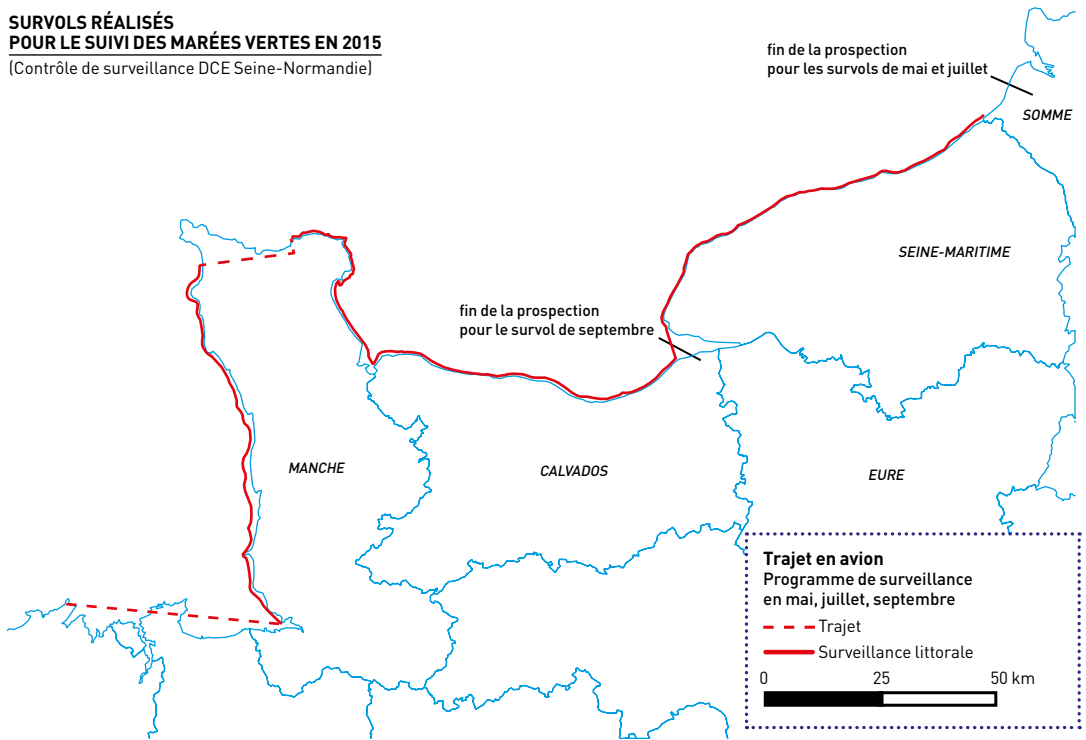 SURVOLS RÉALISÉS
POUR LE SUIVI DES MARÉES VERTES EN 2015
(Contrôle de surveillance DCE Seine-Normandie)
fin de la prospection
pour les survols de mai et juillet
SOMME
SEINE-MARITIME
fin de la prospection
pour le survol de septembre
MANCHE
CALVADOS
EURE
Trajet en avion
Programme de surveillance
en mai, juillet, septembre
Trajet
Surveillance littorale
0 25 50 km